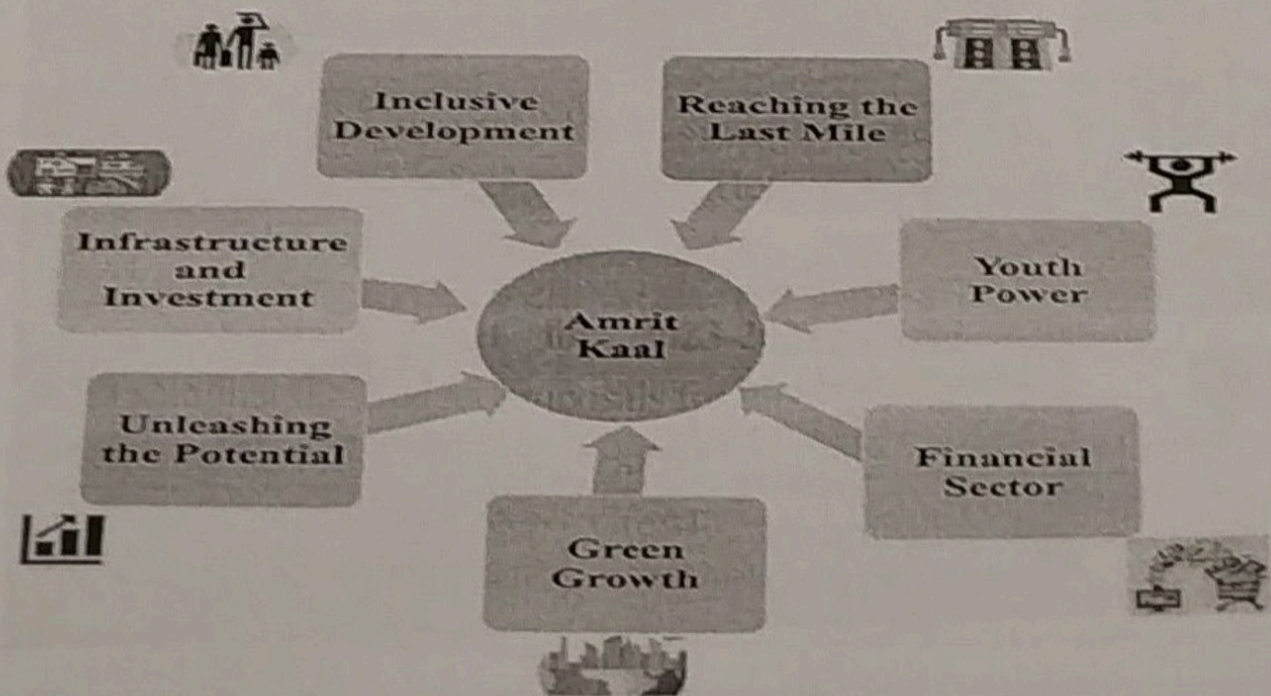 Inclusive
Development
Reaching the
Last Mile
Infrastructure
and
Investment
Youth
Power
Amrit
Kaal
Unleashing
the Potential
Financial
Sector
Green
Growth